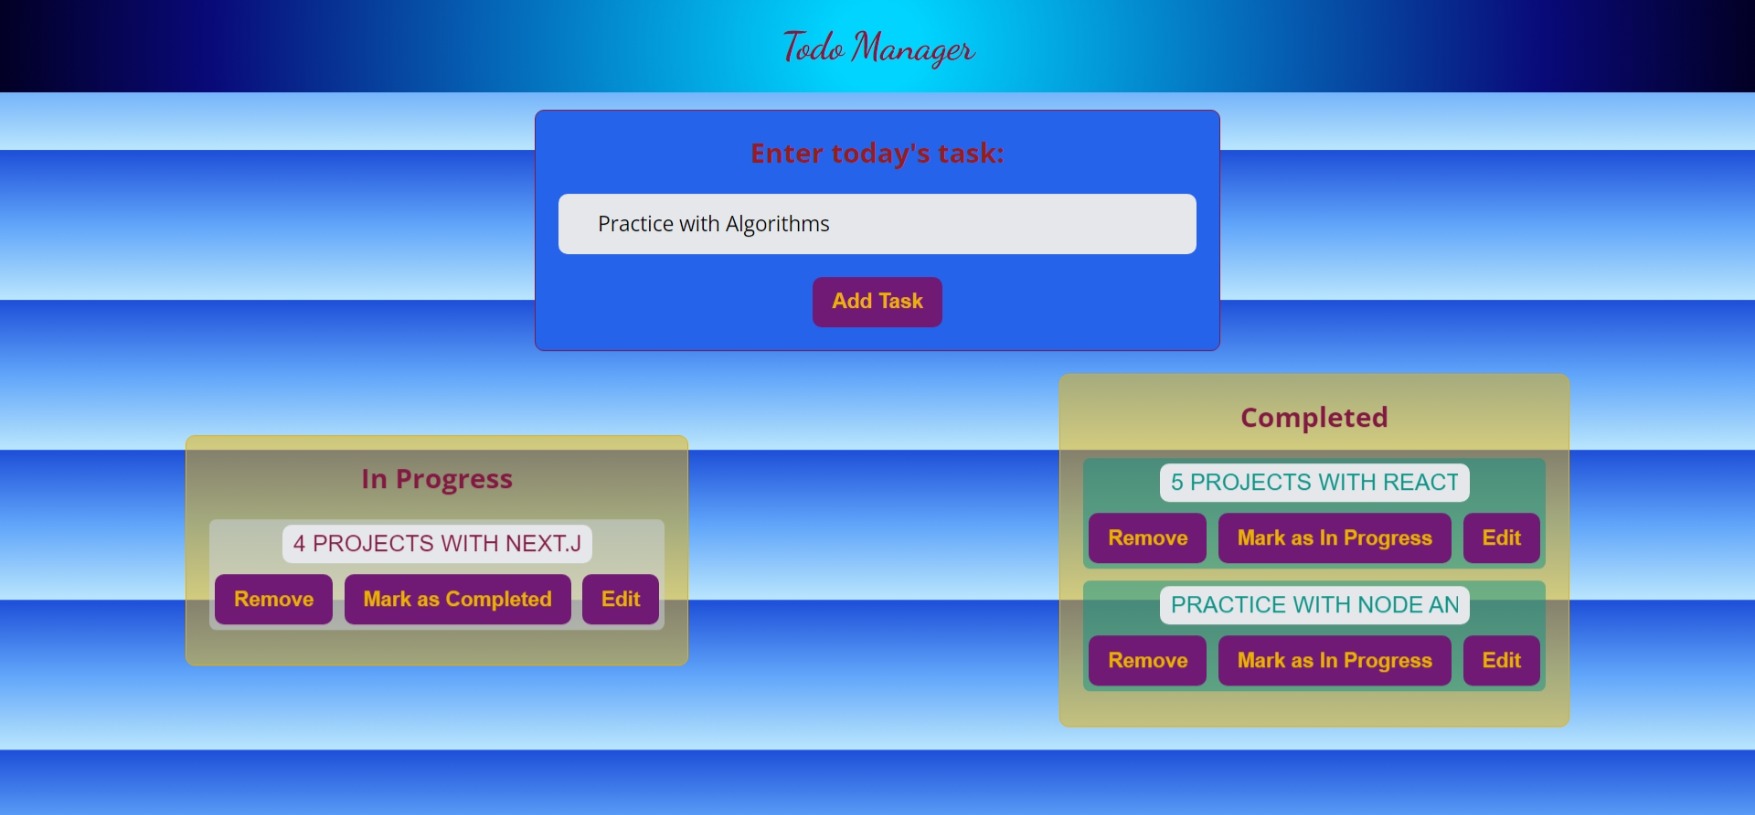 Todo Manager
Enter today's task:
Practice with Algorithms
Add Task
In Progress
4 PROJECTS WITH NEXT.J
Remove Mark as Completed Edit
Completed
5 PROJECTS WITH REACT
Remove Mark as In Progress Edit
PRACTICE WITH NODE AN
Remove Mark as In Progress Edit